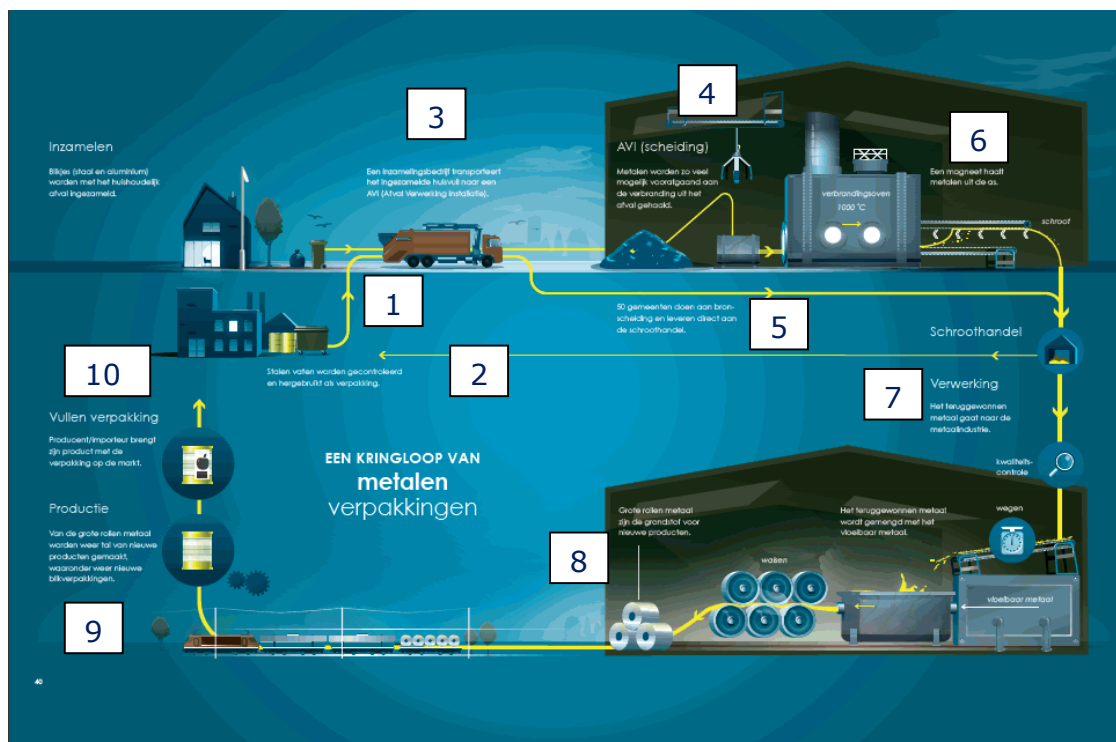 3
4
6
Inzamelen
Blikjes (staal en aluminium)
worden met het huishoudelijk
afval ingezameld.
Een inzamelingsbedrijf transporteert
het ingezamelde huisvuil naar een
AVI (Afval Verwerking Installatie).
AVI (scheiding)
Metalen worden zo veel
mogelijk voorafgaand aan
de verbranding uit het
afval gehaald.
verbrandingsoven
1000 °C
Een magneet haalt
metalen uit de as.
schroot
1
50 gemeenten doen aan bron-
scheiding en leveren direct aan
de schroothandel.
5
Schroothandel
10
Stalen vaten worden gecontroleerd
en hergebruikt als verpakking.
2
7
Verwerking
Het teruggewonnen
metaal gaat naar de
metaalindustrie.
Vullen verpakking
Producent/importeur brengt
zijn product met de
verpakking op de markt.
EEN KRINGLOOP VAN
metalen
verpakkingen
kwaliteits-
controle
Productie
Van de grote rollen metaal
worden weer tal van nieuwe
producten gemaakt,
waaronder weer nieuwe
blikverpakkingen.
8
Grote rollen metaal
zijn de grondstof voor
nieuwe producten.
Het teruggewonnen metaal
wordt gemengd met het
vloeibaar metaal.
wegen
walsen
vloeibaar metaal
9
40